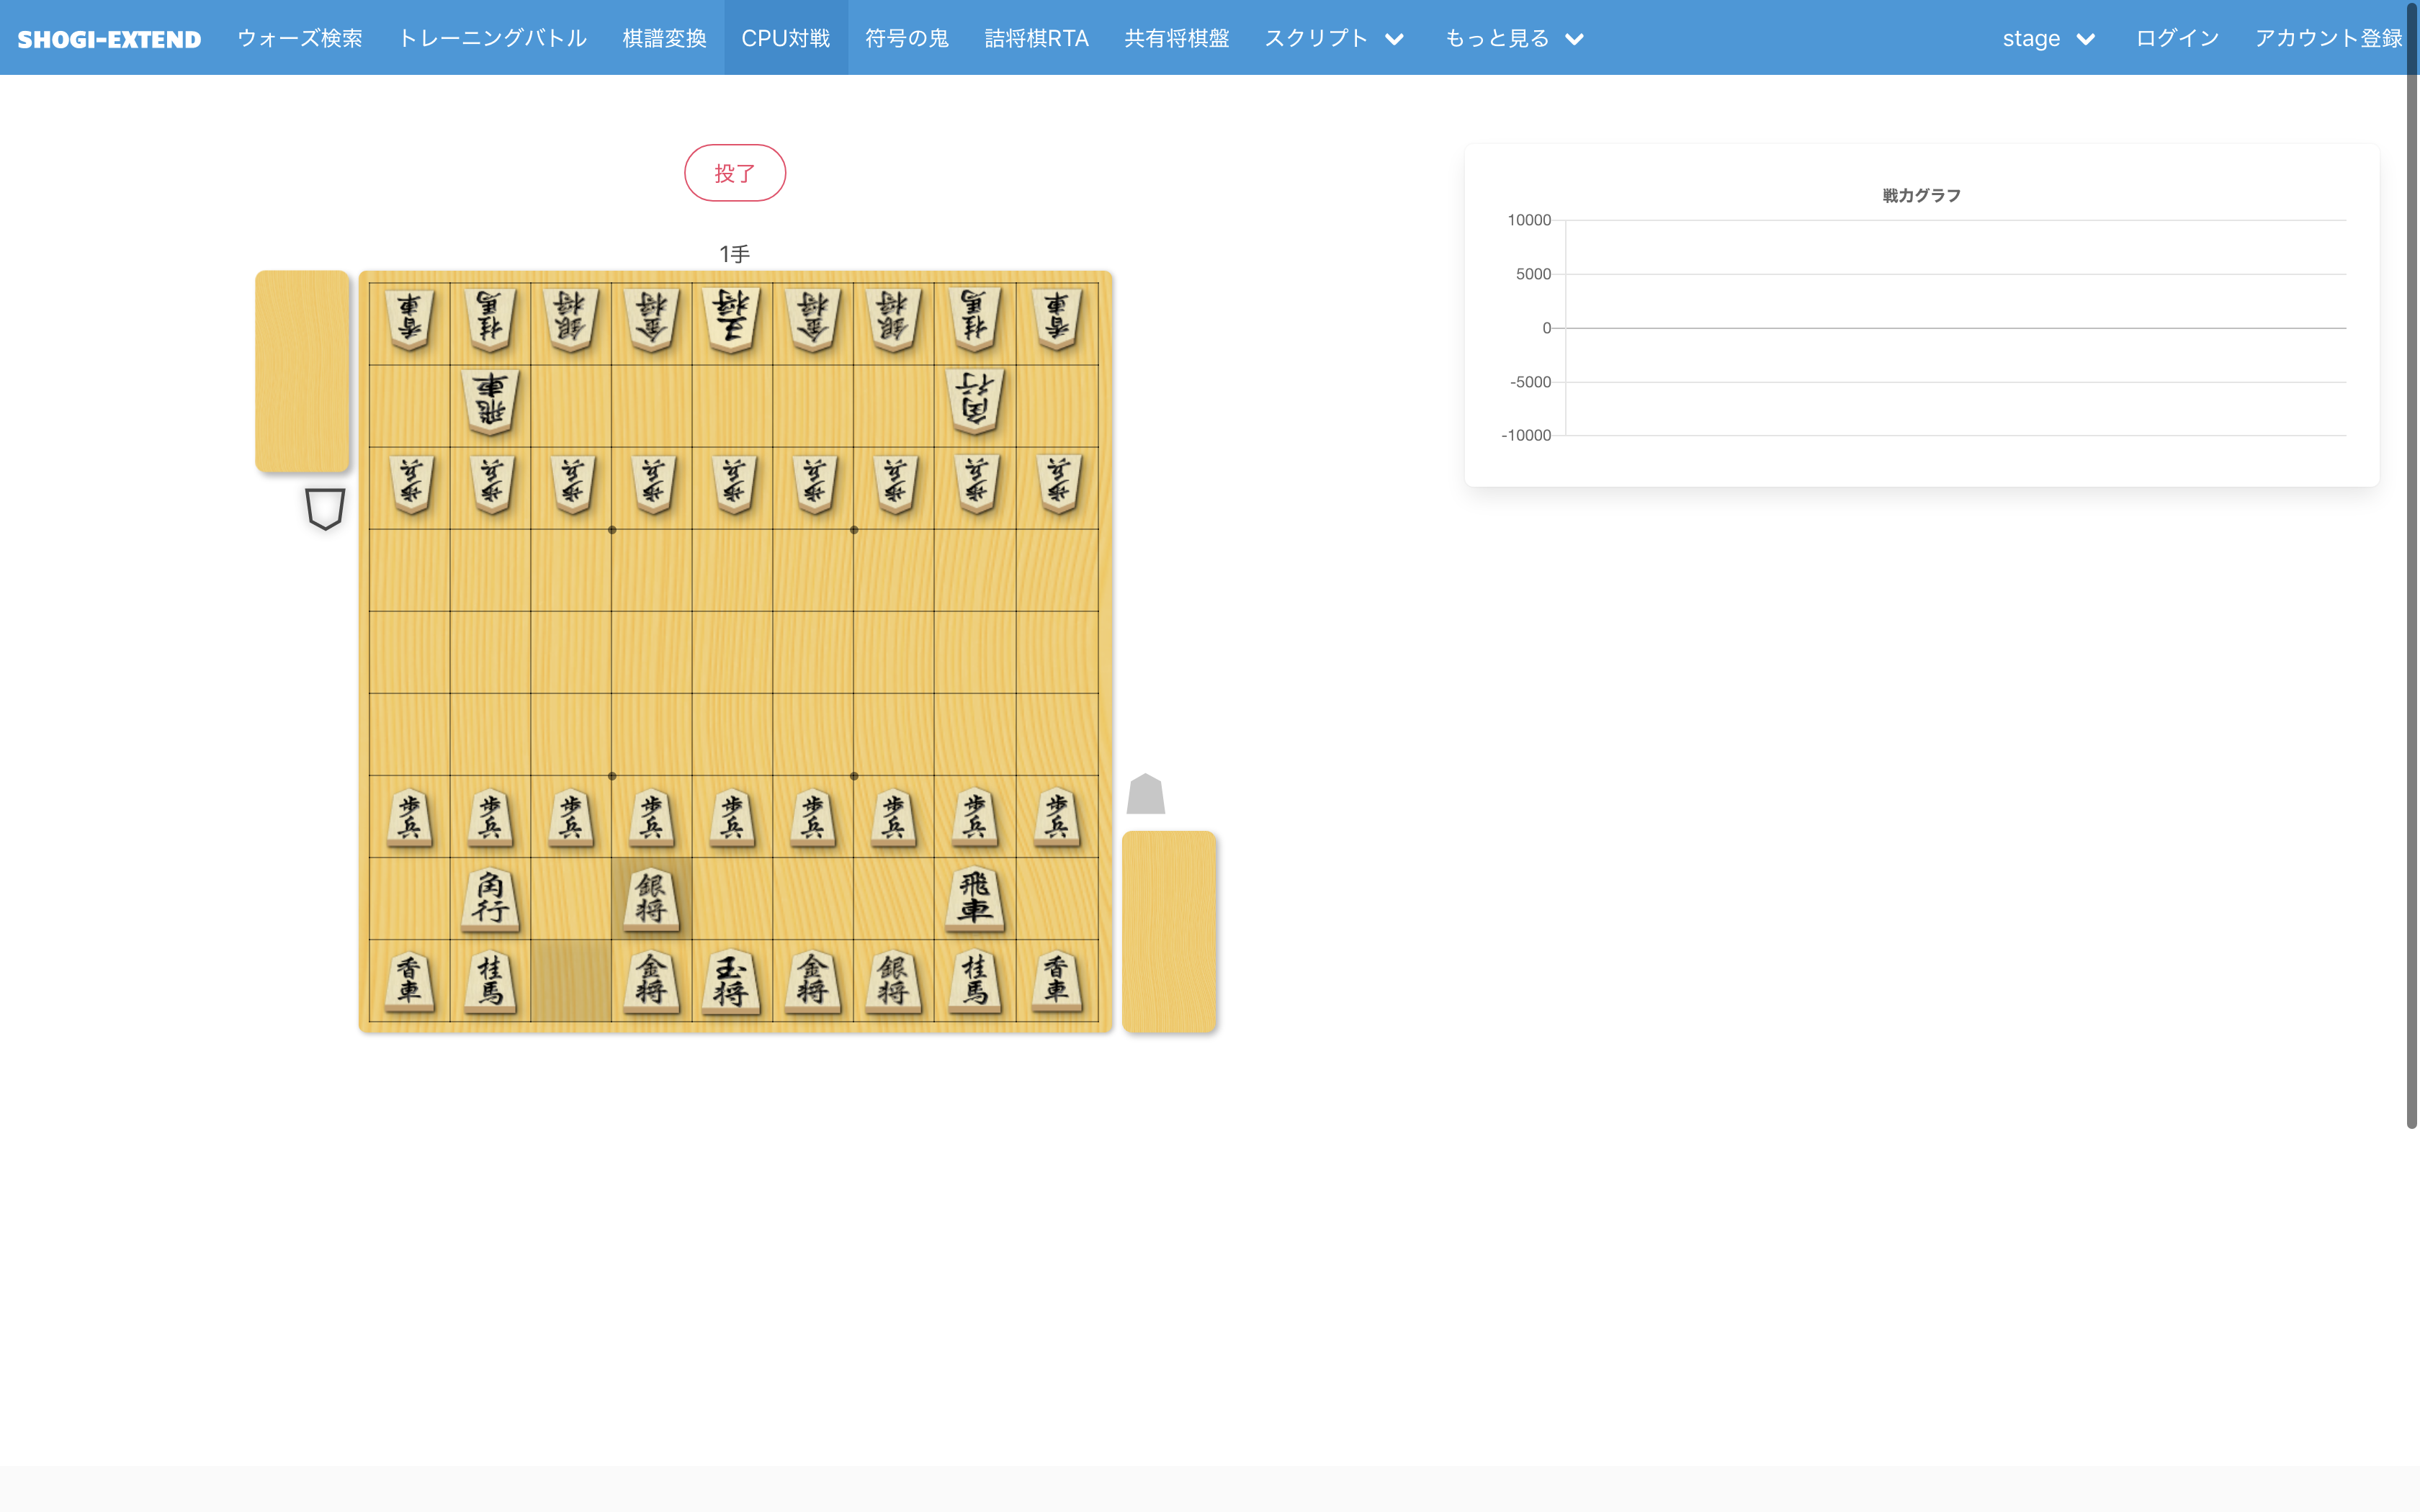 SHOGI-EXTEND ウォーズ検索 トレーニングバトル 棋譜変換 CPU対戦 符号の鬼 詰将棋RTA 共有将棋盤 スクリプト もっと見る stage ログイン アカウント登録
投了
戦力グラフ
10000
5000
0
-5000
-10000
1手
香車 桂馬 銀将 金将 王将 金将 銀将 桂馬 香車
飛車 角行
歩兵 歩兵 歩兵 歩兵 歩兵 歩兵 歩兵 歩兵 歩兵
歩兵 歩兵 歩兵 歩兵 歩兵 歩兵 歩兵 歩兵 歩兵
角行 銀将 飛車
香車 桂馬 金将 玉将 金将 銀将 桂馬 香車